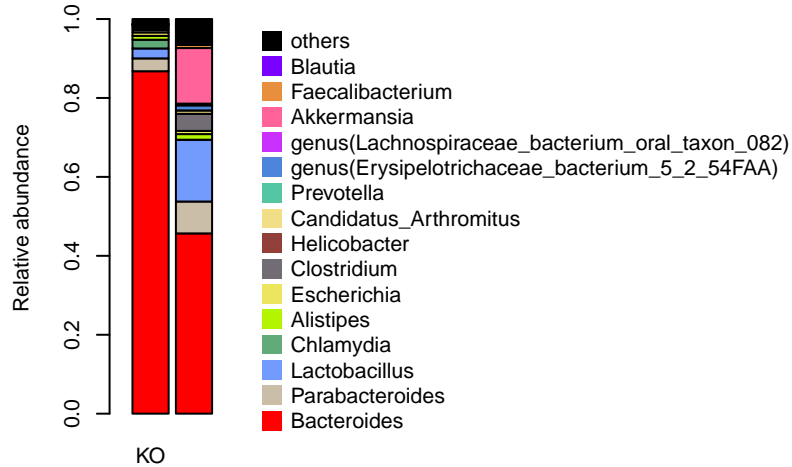 Relative abundance
1.0
0.8
0.6
0.4
0.2
0.0
KO
others
Blautia
Faecalibacterium
Akkermansia
genus(Lachnospiraceae_bacterium_oral_taxon_082)
genus(Erysipelotrichaceae_bacterium_5_2_54FAA)
Prevotella
Candidatus_Arthromitus
Helicobacter
Clostridium
Escherichia
Alistipes
Chlamydia
Lactobacillus
Parabacteroides
Bacteroides